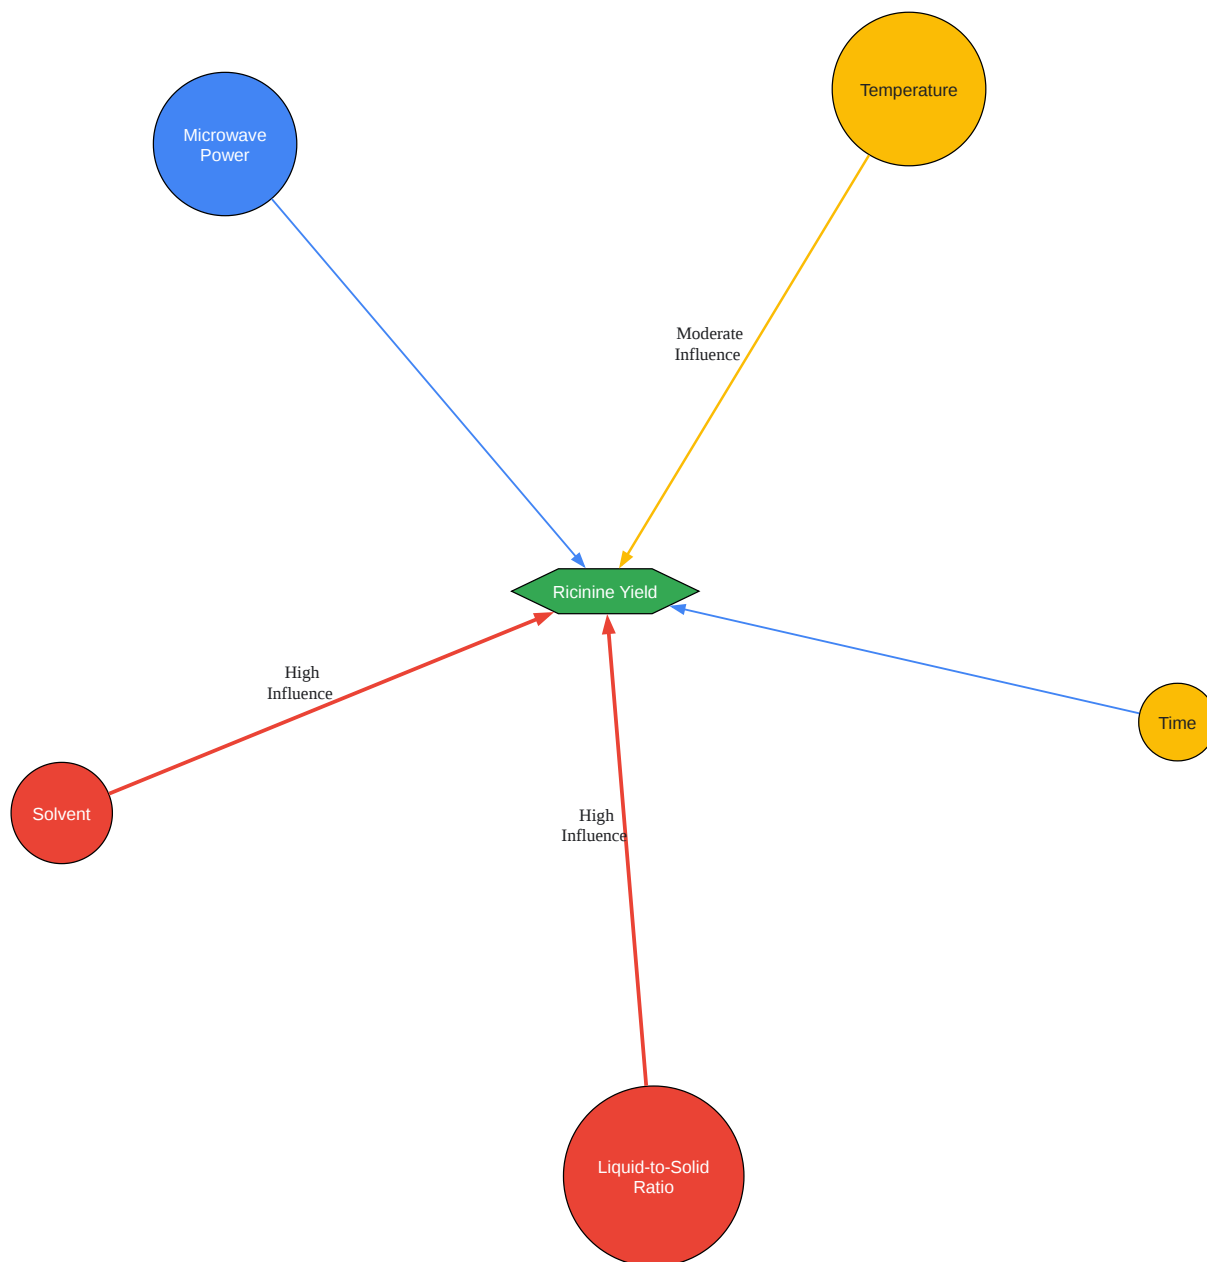 Temperature
Microwave
Power
Moderate
Influence
Ricinine Yield
High
Influence
Time
Solvent
High
Influence
Liquid-to-Solid
Ratio